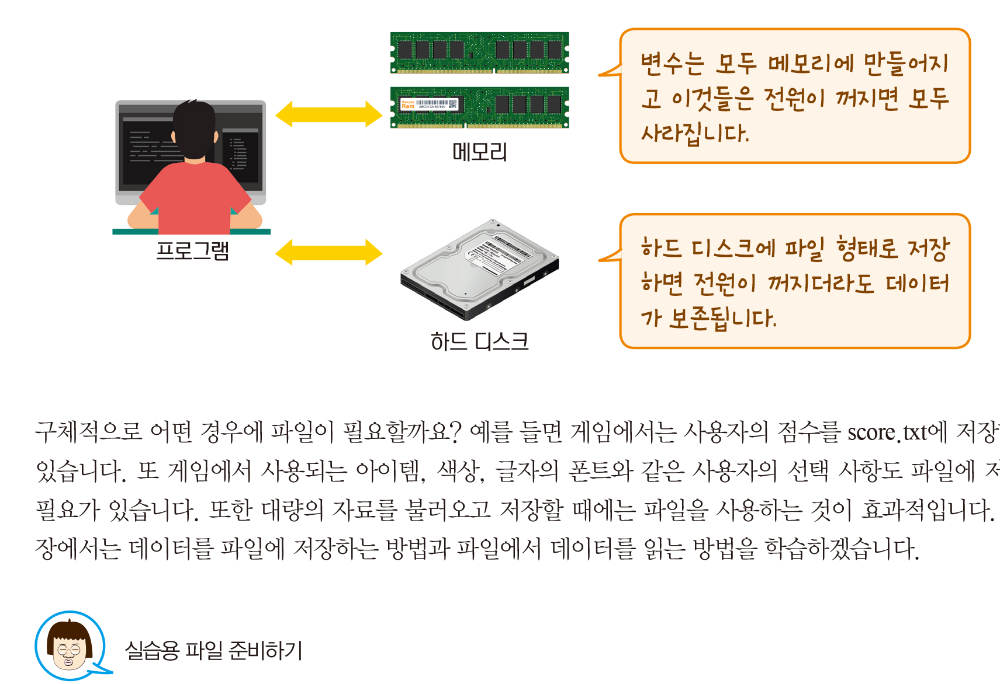 Sample
Ram
ABCD1234567890
변수는 모두 메모리에 만들어지
고 이것들은 전원이 꺼지면 모두
사라집니다.
메모리
프로그램
하드 디스크에 파일 형태로 저장
하면 전원이 꺼지더라도 데이터
가 보존됩니다.
하드 디스크
구체적으로 어떤 경우에 파일이 필요할까요? 예를 들면 게임에서는 사용자의 점수를 score.txt에 저장
있습니다. 또 게임에서 사용되는 아이템, 색상, 글자의 폰트와 같은 사용자의 선택 사항도 파일에
필요가 있습니다. 또한 대량의 자료를 불러오고 저장할 때에는 파일을 사용하는 것이 효과적입니다.
장에서는 데이터를 파일에 저장하는 방법과 파일에서 데이터를 읽는 방법을 학습하겠습니다.
실습용 파일 준비하기